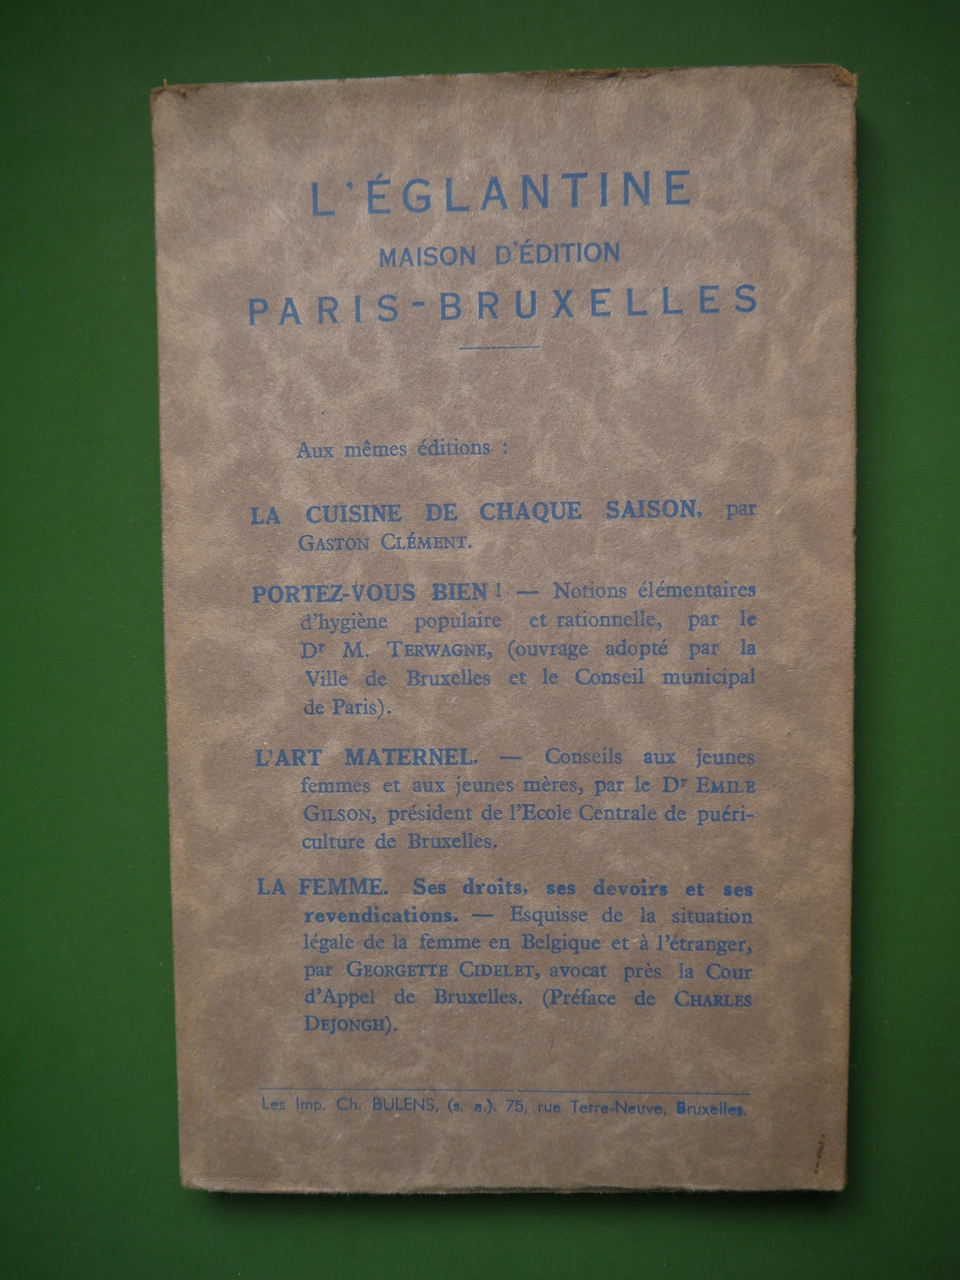 L'ÉGLANTINE
MAISON D'ÉDITION
PARIS-BRUXELLES
Aux mêmes éditions :
LA CUISINE DE CHAQUE SAISON, par
GASTON CLÉMENT.
PORTEZ-VOUS BIEN ! — Notions élémentaires
d'hygiène populaire et rationnelle, par le
Dr M. TERWAGNE, (ouvrage adopté par la
Ville de Bruxelles et le Conseil municipal
de Paris).
L'ART MATERNEL. — Conseils aux jeunes
femmes et aux jeunes mères, par le Dr EMILE
GILSON, président de l'Ecole Centrale de puéri-
culture de Bruxelles.
LA FEMME. Ses droits, ses devoirs et ses
revendications. — Esquisse de la situation
légale de la femme en Belgique et à l'étranger,
par GEORGETTE CIDELET, avocat près la Cour
d'Appel de Bruxelles. (Préface de CHARLES
DEJONGH).
Les Imp. Ch. BULENS, (s. a.), 75, rue Terre-Neuve, Bruxelles.